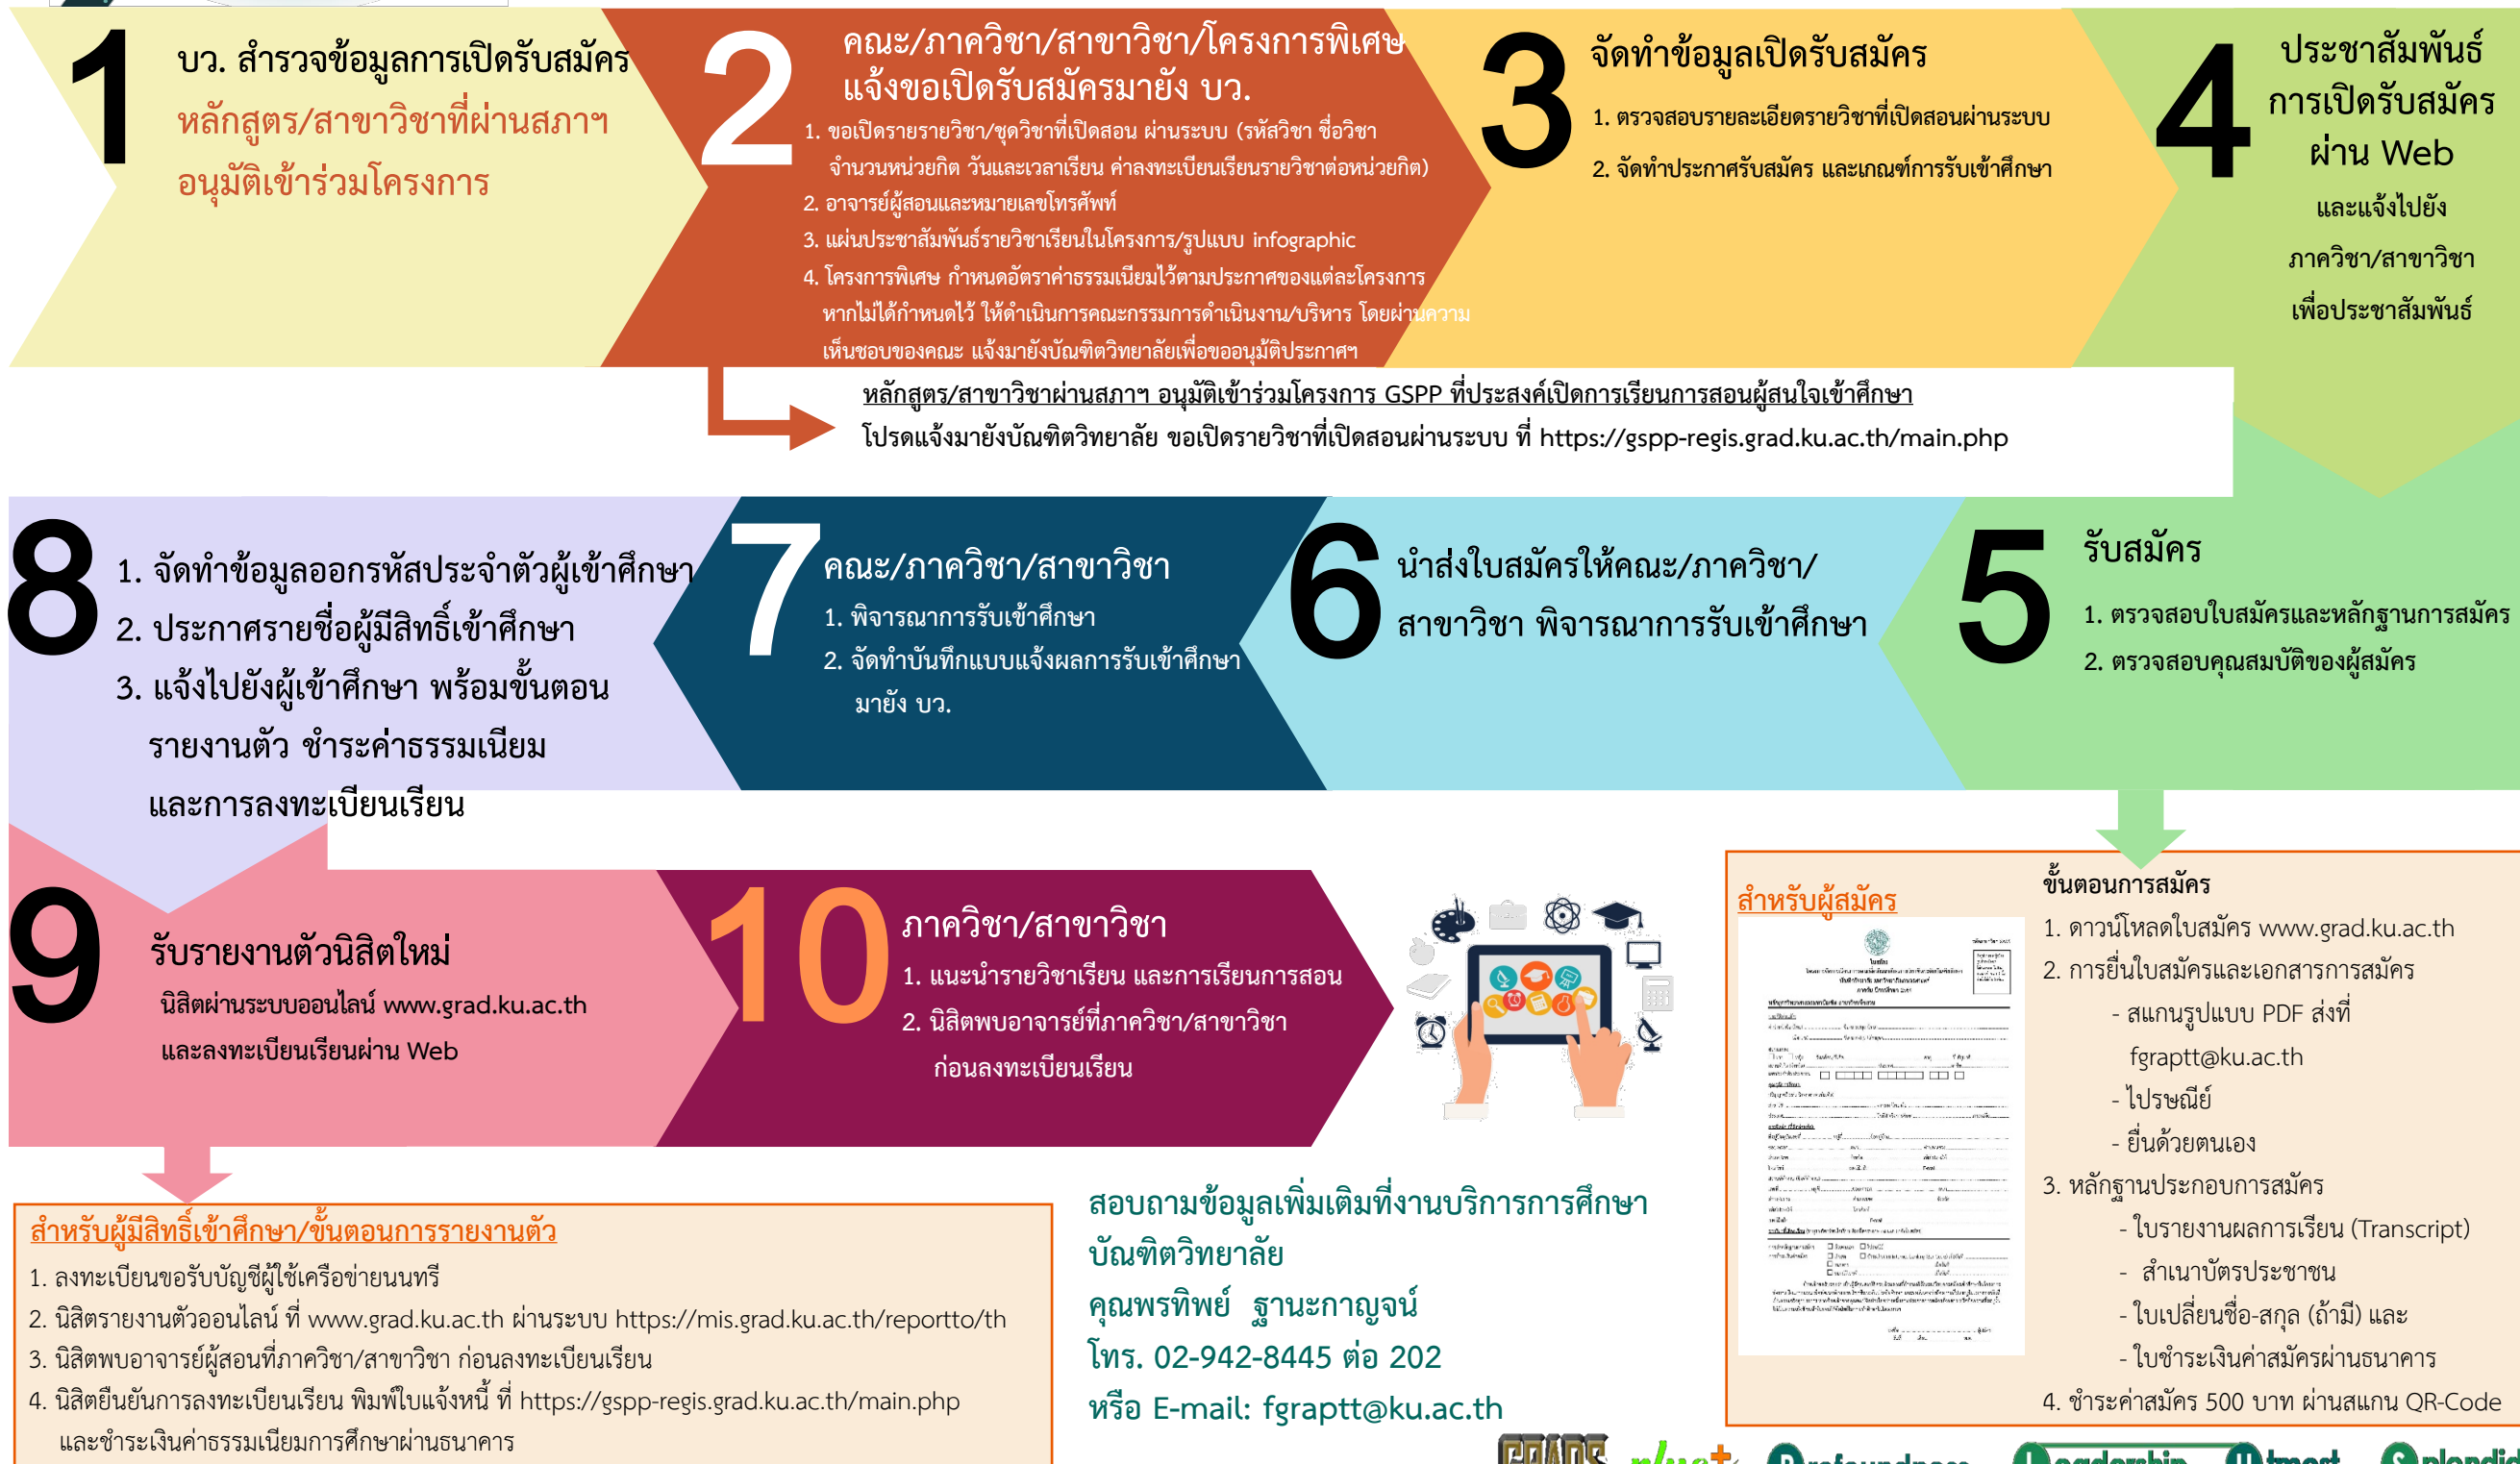 1
บว. สำรวจข้อมูลการเปิดรับสมัคร
หลักสูตร/สาขาวิชาที่ผ่านสภาฯ
อนุมัติเข้าร่วมโครงการ
2
คณะ/ภาควิชา/สาขาวิชา/โครงการพิเศษ
แจ้งขอเปิดรับสมัครมายัง บว.
1. ขอเปิดรายรายวิชา/ชุดวิชาที่เปิดสอน ผ่านระบบ (รหัสวิชา ชื่อวิชา
จำนวนหน่วยกิต วันและเวลาเรียน ค่าลงทะเบียนเรียนรายวิชาต่อหน่วยกิต)
2. อาจารย์ผู้สอนและหมายเลขโทรศัพท์
3. แผ่นประชาสัมพันธ์รายวิชาเรียนในโครงการ/รูปแบบ infographic
4. โครงการพิเศษ กำหนดอัตราค่าธรรมเนียมไว้ตามประกาศของแต่ละโครงการ
หากไม่ได้กำหนดไว้ ให้ดำเนินการคณะกรรมการดำเนินงาน/บริหาร โดยผ่านความ
เห็นชอบของคณะ แจ้งมายังบัณฑิตวิทยาลัยเพื่อขออนุมัติประกาศฯ
3
จัดทำข้อมูลเปิดรับสมัคร
1. ตรวจสอบรายละเอียดรายวิชาที่เปิดสอนผ่านระบบ
2. จัดทำประกาศรับสมัคร และเกณฑ์การรับเข้าศึกษา
4
ประชาสัมพันธ์
การเปิดรับสมัคร
ผ่าน Web
และแจ้งไปยัง
ภาควิชา/สาขาวิชา
เพื่อประชาสัมพันธ์
หลักสูตร/สาขาวิชาผ่านสภาฯ อนุมัติเข้าร่วมโครงการ GSPP ที่ประสงค์เปิดการเรียนการสอนผู้สนใจเข้าศึกษา
โปรดแจ้งมายังบัณฑิตวิทยาลัย ขอเปิดรายวิชาที่เปิดสอนผ่านระบบ ที่ https://gspp-regis.grad.ku.ac.th/main.php
5
รับสมัคร
1. ตรวจสอบใบสมัครและหลักฐานการสมัคร
2. ตรวจสอบคุณสมบัติของผู้สมัคร
6
นำส่งใบสมัครให้คณะ/ภาควิชา/
สาขาวิชา พิจารณาการรับเข้าศึกษา
7
คณะ/ภาควิชา/สาขาวิชา
1. พิจารณาการรับเข้าศึกษา
2. จัดทำบันทึกแบบแจ้งผลการรับเข้าศึกษา
มายัง บว.
8
1. จัดทำข้อมูลออกรหัสประจำตัวผู้เข้าศึกษา
2. ประกาศรายชื่อผู้มีสิทธิ์เข้าศึกษา
3. แจ้งไปยังผู้เข้าศึกษา พร้อมขั้นตอน
รายงานตัว ชำระค่าธรรมเนียม
และการลงทะเบียนเรียน
9
รับรายงานตัวนิสิตใหม่
นิสิตผ่านระบบออนไลน์ www.grad.ku.ac.th
และลงทะเบียนเรียนผ่าน Web
10
ภาควิชา/สาขาวิชา
1. แนะนำรายวิชาเรียน และการเรียนการสอน
2. นิสิตพบอาจารย์ที่ภาควิชา/สาขาวิชา
ก่อนลงทะเบียนเรียน
สำหรับผู้สมัคร
ขั้นตอนการสมัคร
1. ดาวน์โหลดใบสมัคร www.grad.ku.ac.th
2. การยื่นใบสมัครและเอกสารการสมัคร
- สแกนรูปแบบ PDF ส่งที่
fgraptt@ku.ac.th
- ไปรษณีย์
- ยื่นด้วยตนเอง
3. หลักฐานประกอบการสมัคร
- ใบรายงานผลการเรียน (Transcript)
- สำเนาบัตรประชาชน
- ใบเปลี่ยนชื่อ-สกุล (ถ้ามี) และ
- ใบชำระเงินค่าสมัครผ่านธนาคาร
4. ชำระค่าสมัคร 500 บาท ผ่านสแกน QR-Code
สำหรับผู้มีสิทธิ์เข้าศึกษา/ขั้นตอนการรายงานตัว
1. ลงทะเบียนขอรับบัญชีผู้ใช้เครือข่ายนนทรี
2. นิสิตรายงานตัวออนไลน์ ที่ www.grad.ku.ac.th ผ่านระบบ https://mis.grad.ku.ac.th/reportto/th
3. นิสิตพบอาจารย์ผู้สอนที่ภาควิชา/สาขาวิชา ก่อนลงทะเบียนเรียน
4. นิสิตยืนยันการลงทะเบียนเรียน พิมพ์ใบแจ้งหนี้ ที่ https://gspp-regis.grad.ku.ac.th/main.php
และชำระเงินค่าธรรมเนียมการศึกษาผ่านธนาคาร
สอบถามข้อมูลเพิ่มเติมที่งานบริการการศึกษา
บัณฑิตวิทยาลัย
คุณพรทิพย์ ฐานะกาญจน์
โทร. 02-942-8445 ต่อ 202
หรือ E-mail: fgraptt@ku.ac.th
GRADS plus+ Profoundness Leadership Utmost Splendid